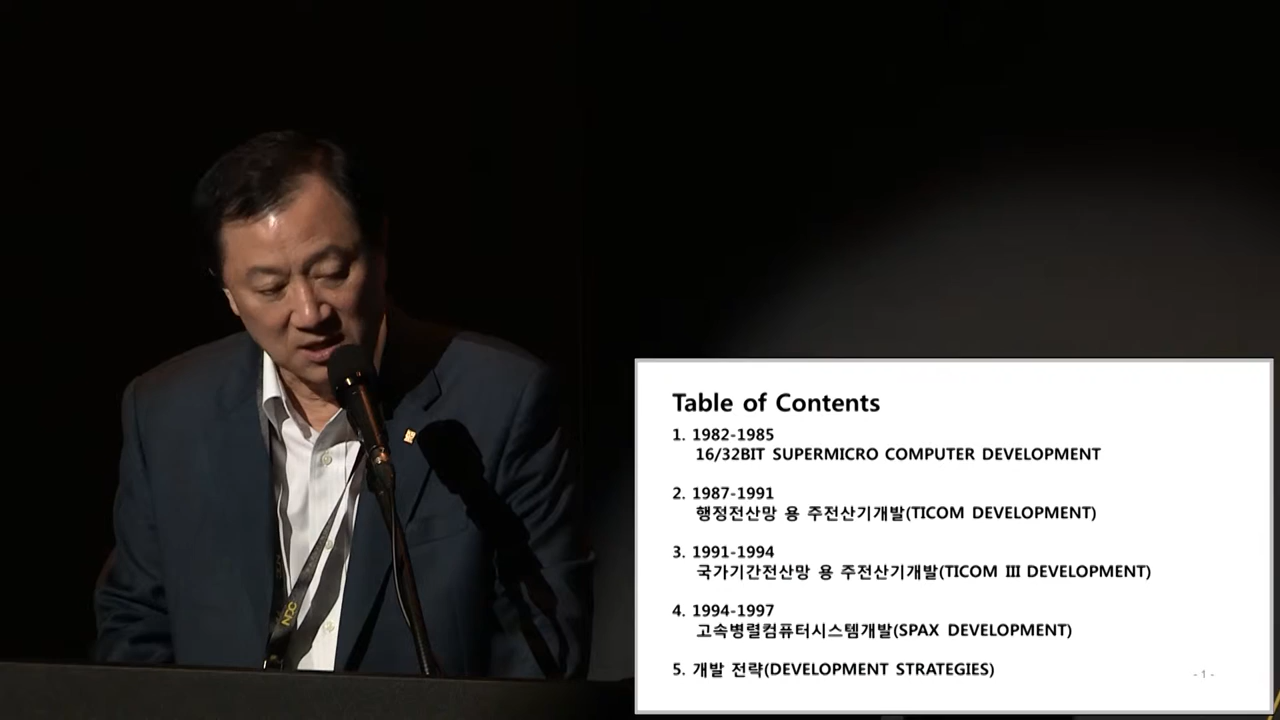 Table of Contents
1. 1982-1985
16/32BIT SUPERMICRO COMPUTER DEVELOPMENT
2. 1987-1991
행정전산망 용 주전산기개발(TICOM DEVELOPMENT)
3. 1991-1994
국가기간전산망 용 주전산기개발(TICOM III DEVELOPMENT)
4. 1994-1997
고속병렬컴퓨터시스템개발(SPAX DEVELOPMENT)
5. 개발 전략(DEVELOPMENT STRATEGIES)
- 1 -
NDC